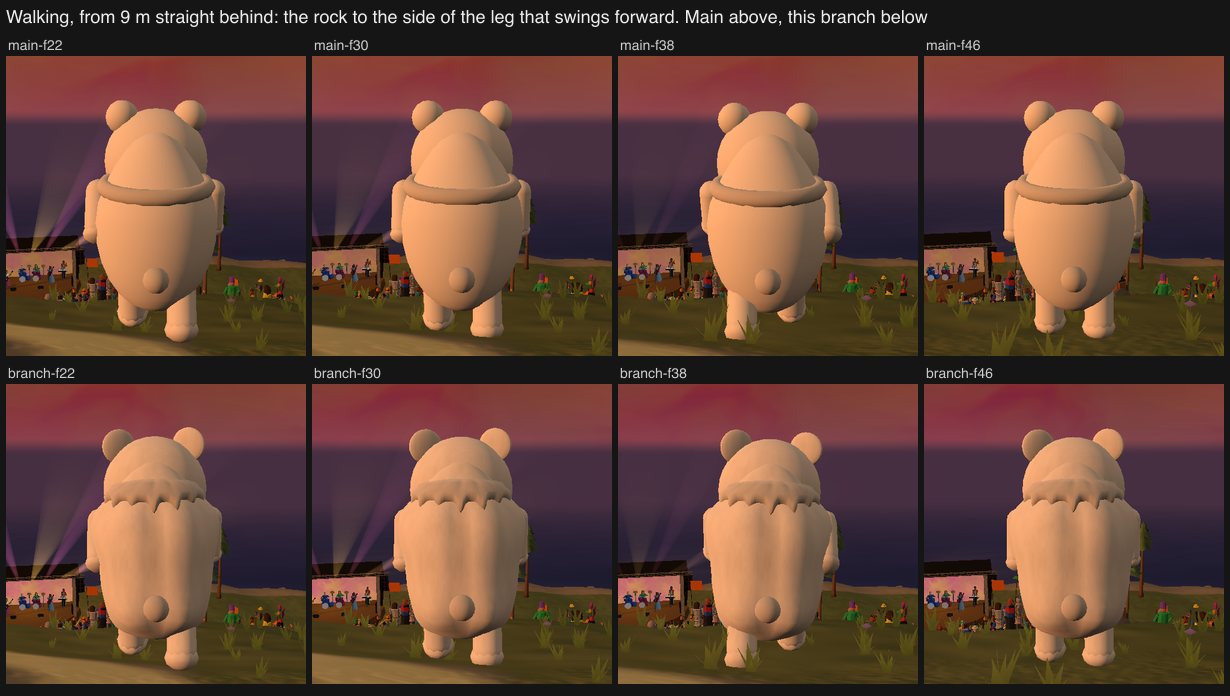 Walking, from 9 m straight behind: the rock to the side of the leg that swings forward. Main above, this branch below
main-f22
main-f30
main-f38
main-f46
branch-f22
branch-f30
branch-f38
branch-f46